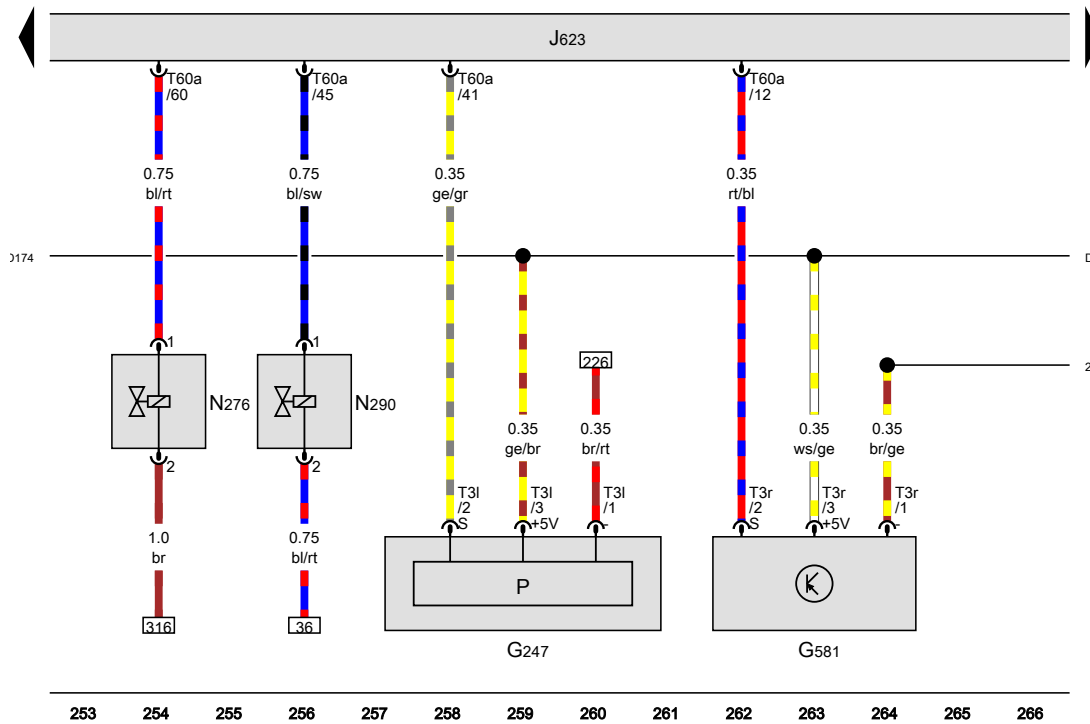 J623
T60a
/60
T60a
/45
T60a
/41
T60a
/12
0.75
bl/rt
0.75
bl/sw
0.35
ge/gr
0.35
rt/bl
D174
1
1
226
N276
N290
0.35
ge/br
0.35
br/rt
0.35
ws/ge
0.35
br/ge
2
2
T3l
/2
S
T3l
/3
+5V
T3l
/1
-
T3r
/2
S
T3r
/3
+5V
T3r
/1
-
1.0
br
0.75
bl/rt
P
316
36
G247
G581
253 254 255 256 257 258 259 260 261 262 263 264 265 266